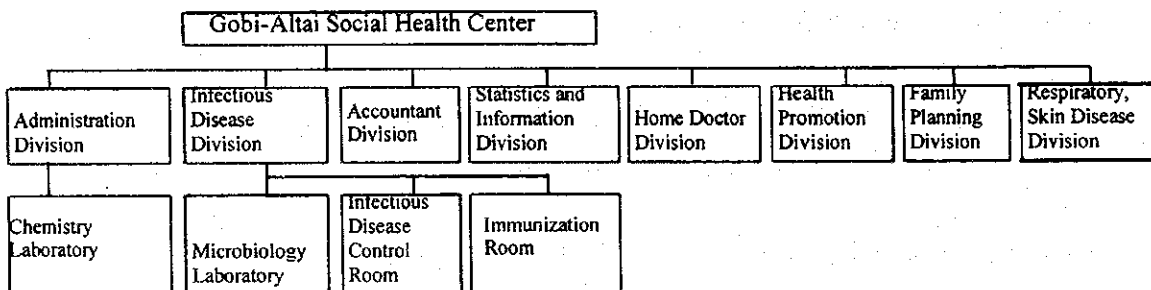 Gobi-Altai Social Health Center
Administration
Division
Infectious
Disease
Division
Accountant
Division
Statistics and
Information
Division
Home Doctor
Division
Health
Promotion
Division
Family
Planning
Division
Respiratory,
Skin Disease
Division
Chemistry
Laboratory
Microbiology
Laboratory
Infectious
Disease
Control
Room
Immunization
Room